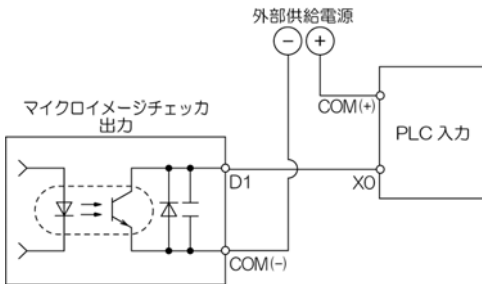 外部供給電源
− +
COM(+)
PLC 入力
マイクロイメージチェッカ
出力
D1
X0
COM(-)